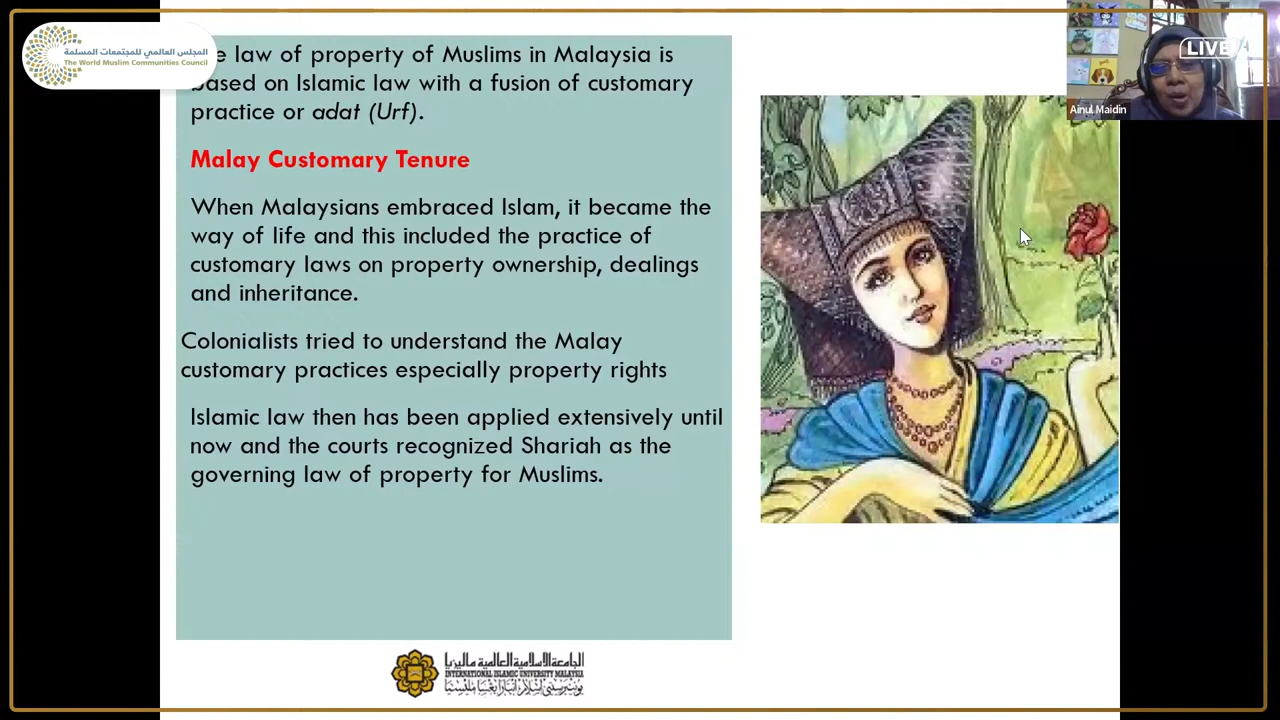 المجلس العالمي للمجتمعات المسلمة
The World Muslim Communities Council
LIVE
Ainul Maidin
law of property of Muslims in Malaysia is
based on Islamic law with a fusion of customary
practice or adat (Urf).
Malay Customary Tenure
When Malaysians embraced Islam, it became the
way of life and this included the practice of
customary laws on property ownership, dealings
and inheritance.
Colonialists tried to understand the Malay
customary practices especially property rights
Islamic law then has been applied extensively until
now and the courts recognized Shariah as the
governing law of property for Muslims.
الجامعة الإسلامية العالمية ماليزيا
INTERNATIONAL ISLAMIC UNIVERSITY MALAYSIA